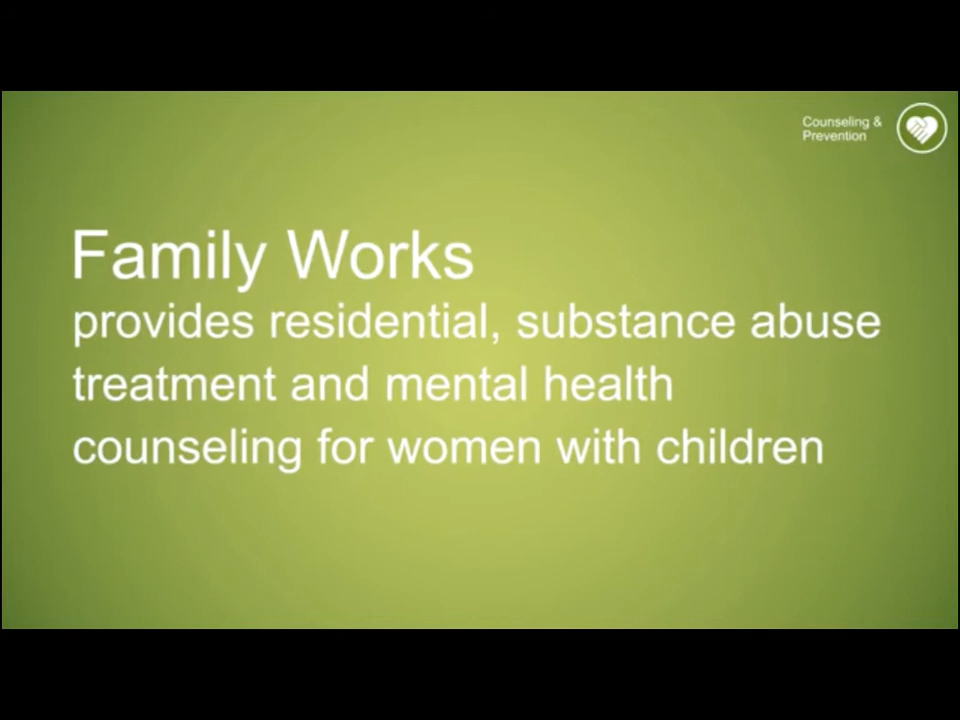 Counseling &
Prevention
Family Works
provides residential, substance abuse
treatment and mental health
counseling for women with children